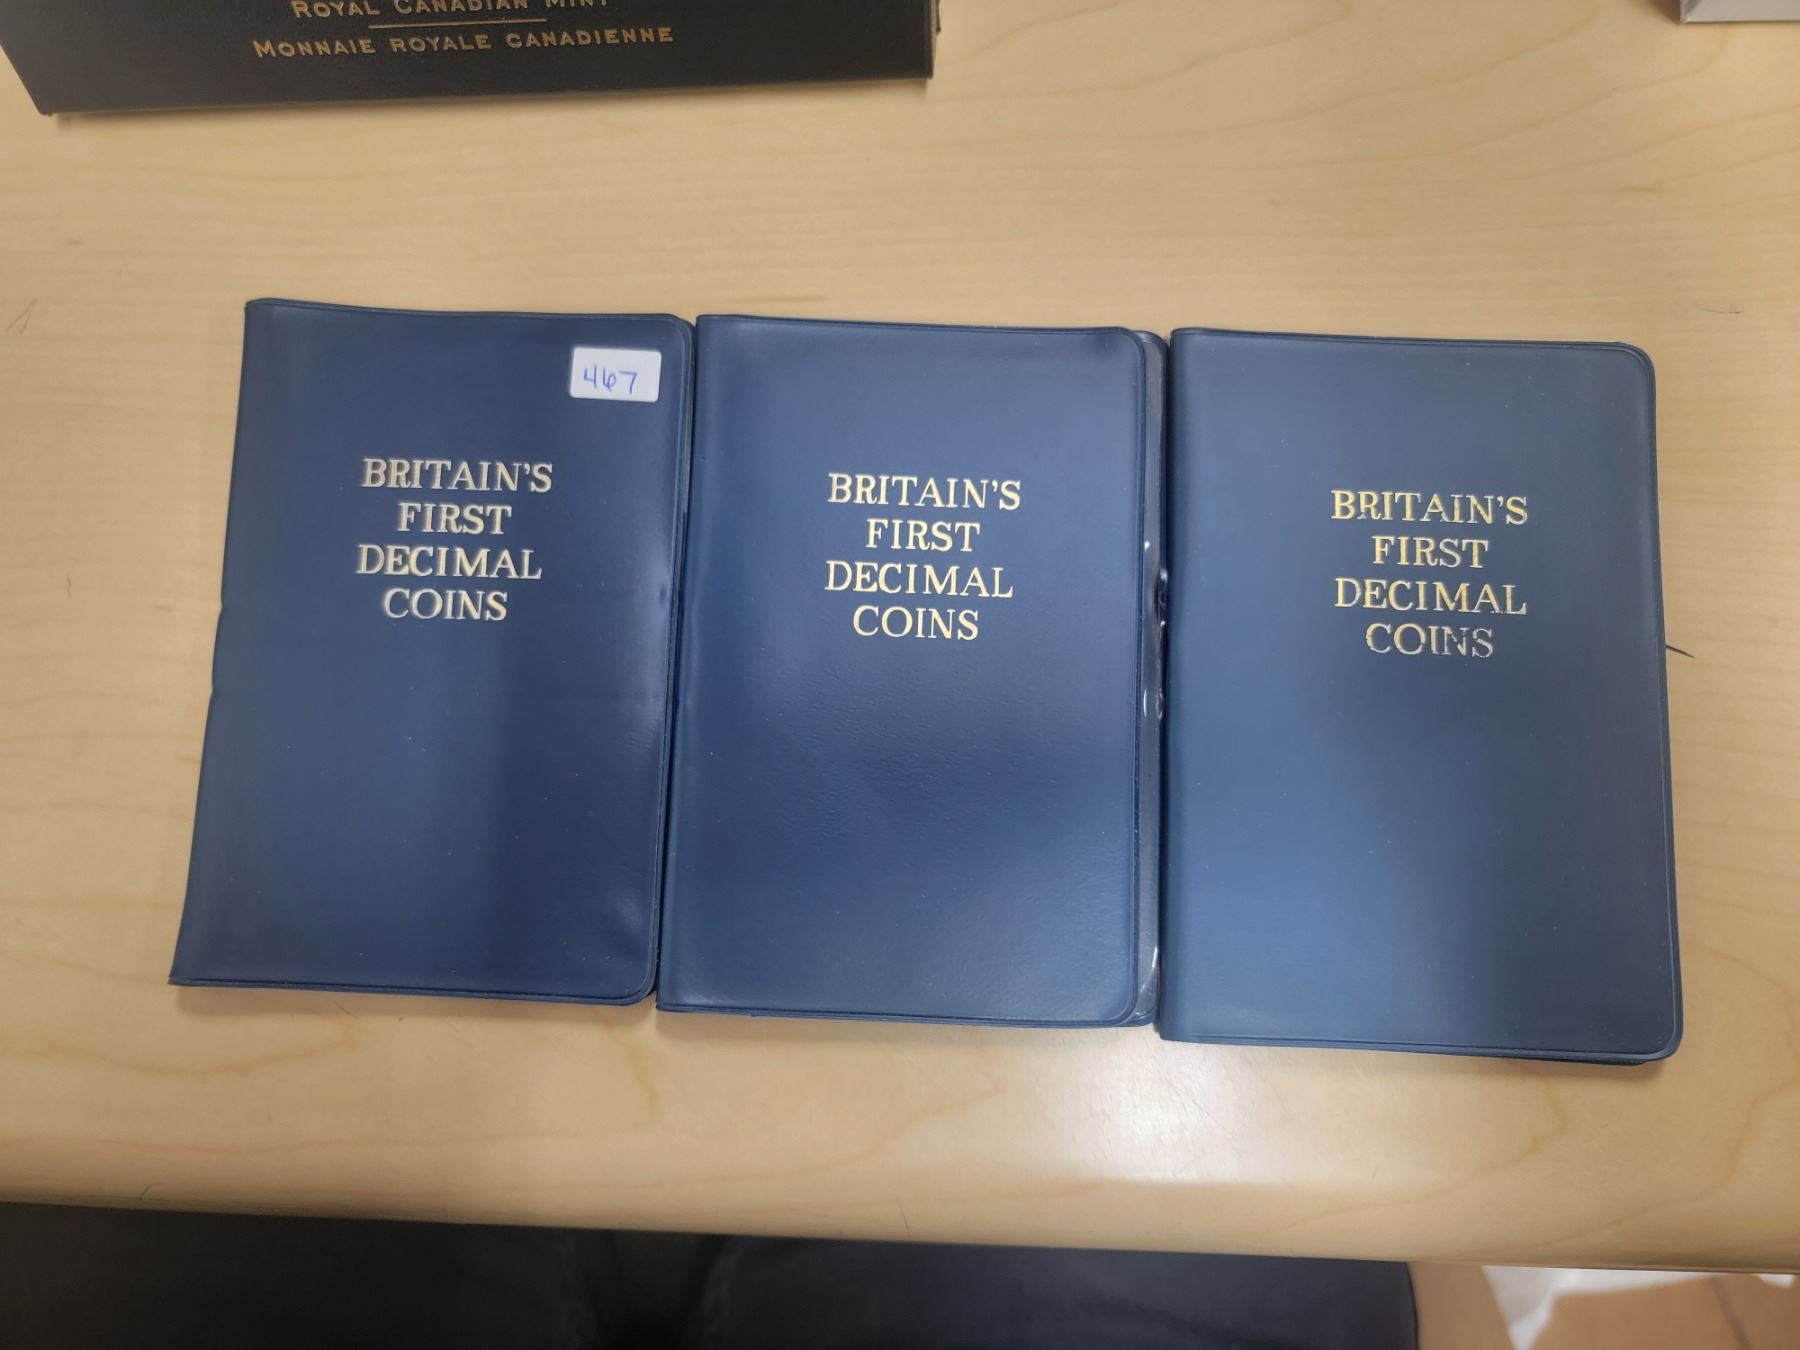 ROYAL CANADIAN MINT
MONNAIE ROYALE CANADIENNE
467
BRITAIN'S
FIRST
DECIMAL
COINS
BRITAIN'S
FIRST
DECIMAL
COINS
BRITAIN'S
FIRST
DECIMAL
COINS